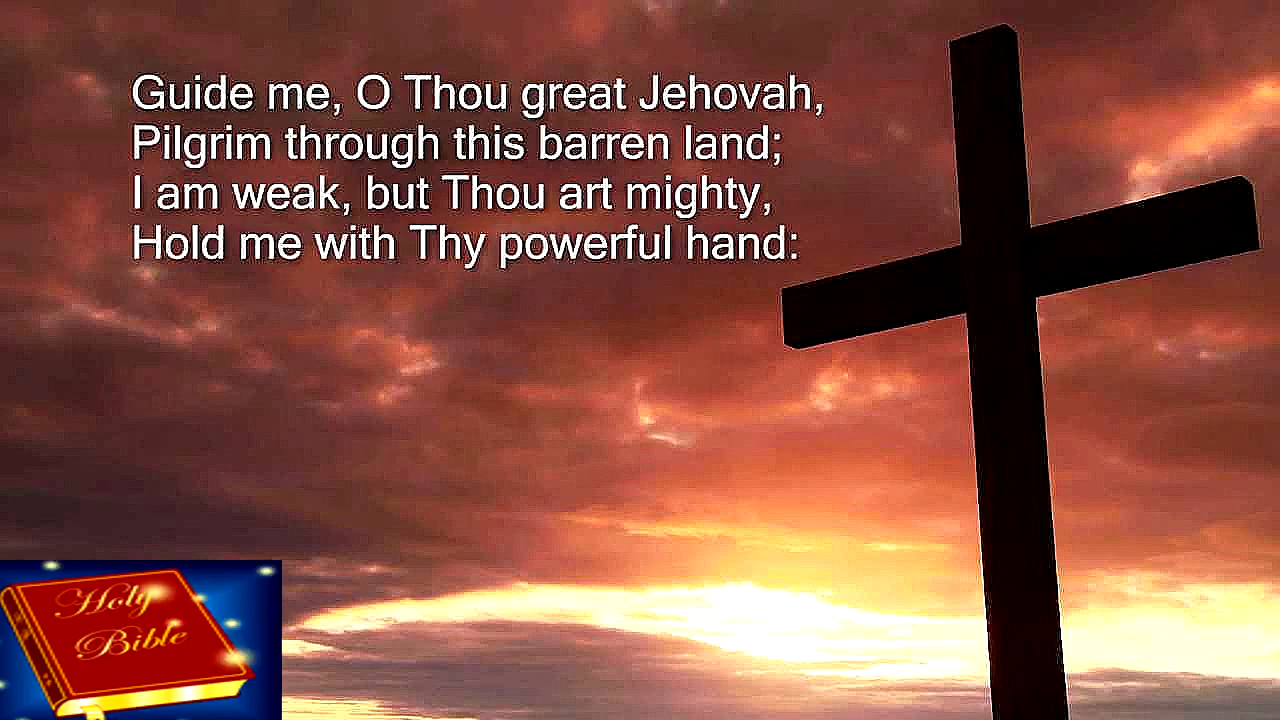 Guide me, O Thou great Jehovah,
Pilgrim through this barren land;
I am weak, but Thou art mighty,
Hold me with Thy powerful hand:
Holy
Bible